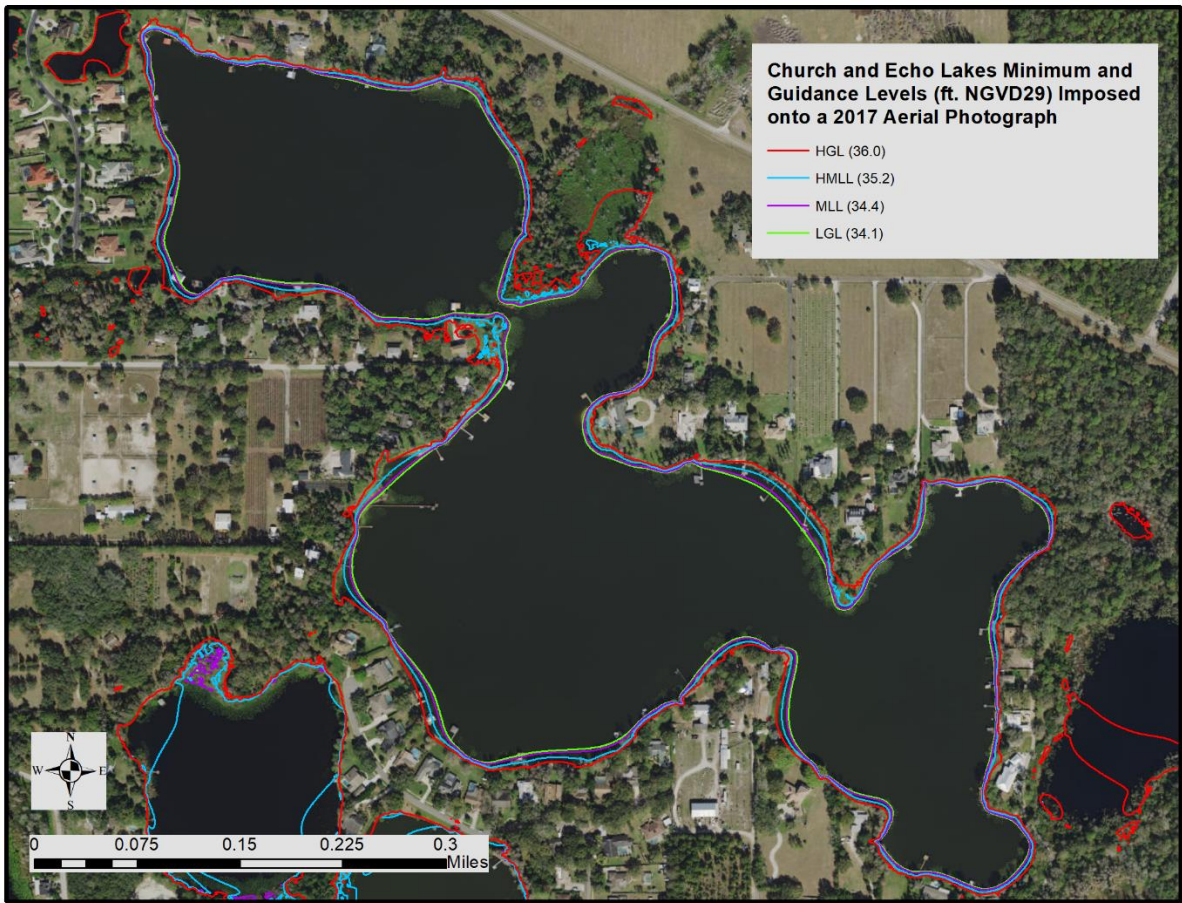 Church and Echo Lakes Minimum and
Guidance Levels (ft. NGVD29) Imposed
onto a 2017 Aerial Photograph
HGL (36.0)
HMLL (35.2)
MLL (34.4)
LGL (34.1)
N
W E
S
0 0.075 0.15 0.225 0.3
Miles